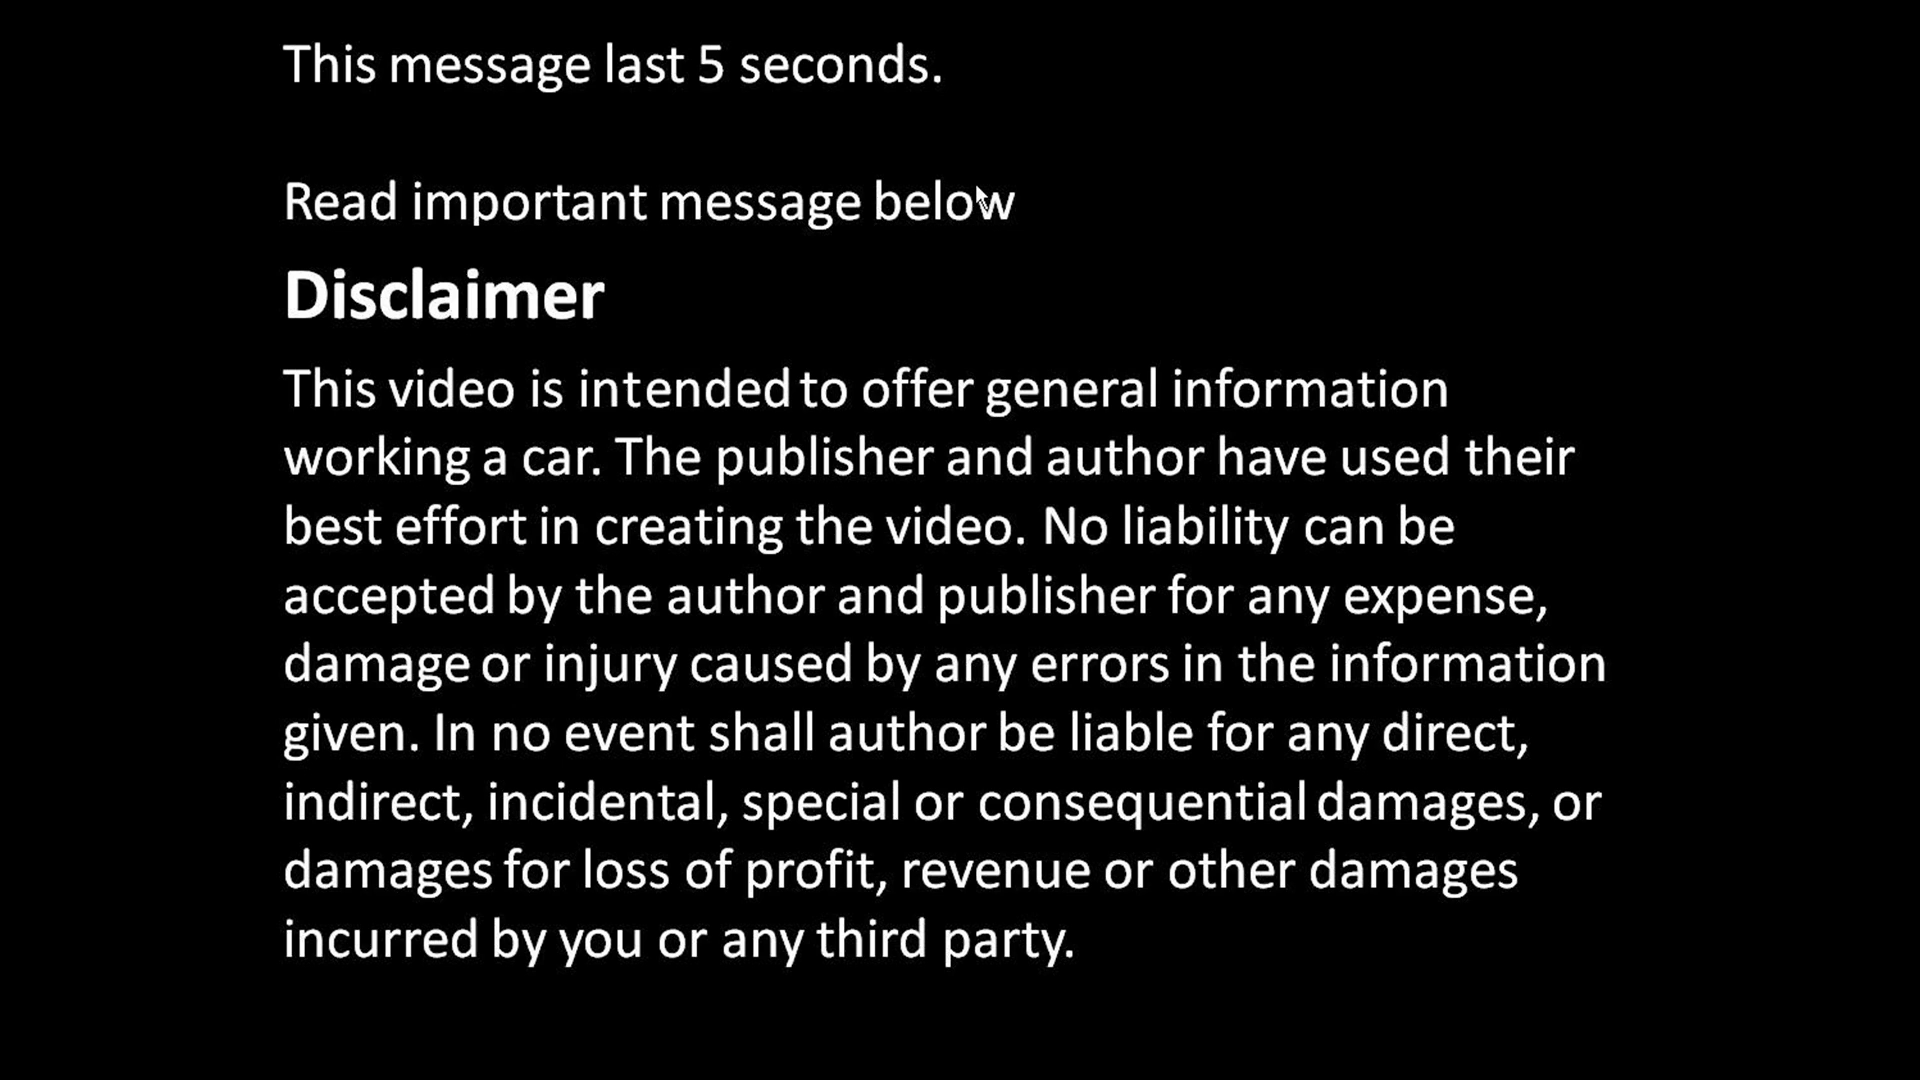 This message last 5 seconds.
Read important message below
Disclaimer
This video is intended to offer general information
working a car. The publisher and author have used their
best effort in creating the video. No liability can be
accepted by the author and publisher for any expense,
damage or injury caused by any errors in the information
given. In no event shall author be liable for any direct,
indirect, incidental, special or consequential damages, or
damages for loss of profit, revenue or other damages
incurred by you or any third party.